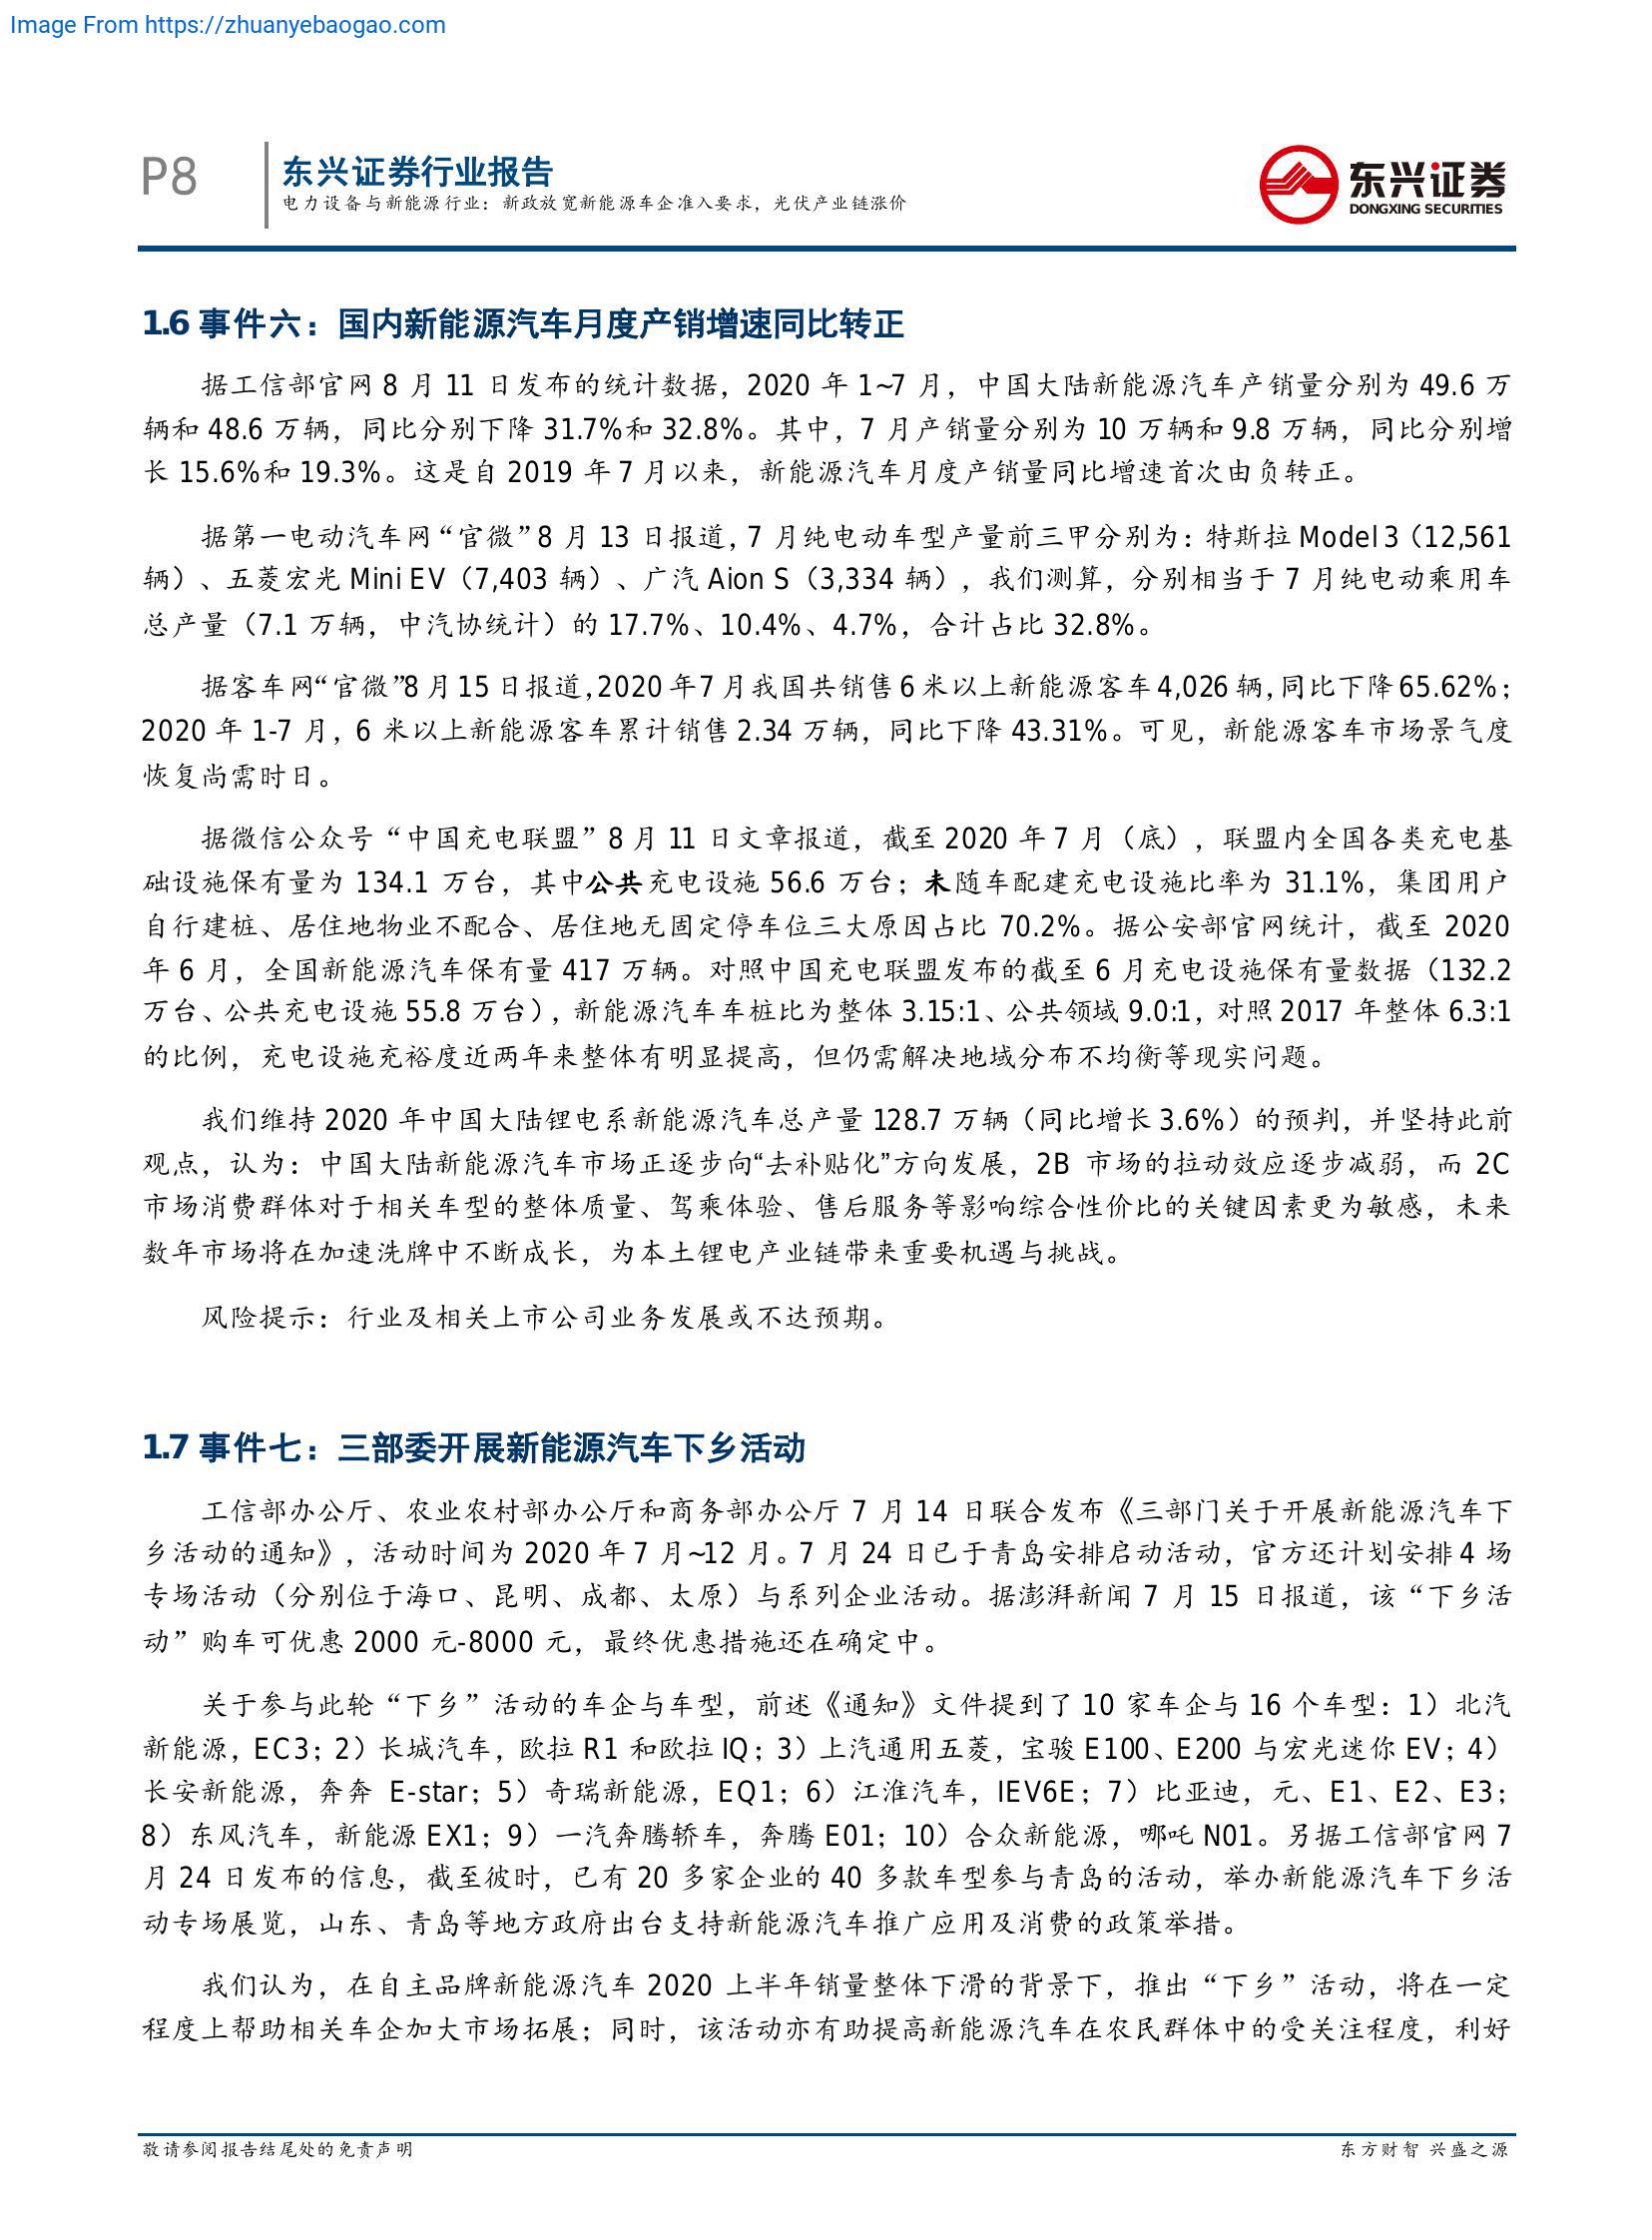 Image From https://zhuanyebaogao.com
P8
东兴证券行业报告
电力设备与新能源行业：新政放宽新能源车企准入要求，光伏产业链涨价
东兴证券
DONGXING SECURITIES
1.6 事件六：国内新能源汽车月度产销增速同比转正
据工信部官网 8 月 11 日发布的统计数据，2020 年 1~7 月，中国大陆新能源汽车产销量分别为 49.6 万
辆和 48.6 万辆，同比分别下降 31.7%和 32.8%。其中，7 月产销量分别为 10 万辆和 9.8 万辆，同比分别增
长 15.6%和 19.3%。这是自 2019 年 7 月以来，新能源汽车月度产销量同比增速首次由负转正。
据第一电动汽车网“官微”8 月 13 日报道，7 月纯电动车型产量前三甲分别为：特斯拉 Model 3（12,561
辆）、五菱宏光 Mini EV（7,403 辆）、广汽 Aion S（3,334 辆），我们测算，分别相当于 7 月纯电动乘用车
总产量（7.1 万辆，中汽协统计）的 17.7%、10.4%、4.7%，合计占比 32.8%。
据客车网“官微”8 月 15 日报道，2020 年 7 月我国共销售 6 米以上新能源客车 4,026 辆，同比下降 65.62%；
2020 年 1-7 月，6 米以上新能源客车累计销售 2.34 万辆，同比下降 43.31%。可见，新能源客车市场景气度
恢复尚需时日。
据微信公众号“中国充电联盟”8 月 11 日文章报道，截至 2020 年 7 月（底），联盟内全国各类充电基
础设施保有量为 134.1 万台，其中公共充电设施 56.6 万台；未随车配建充电设施比率为 31.1%，集团用户
自行建桩、居住地物业不配合、居住地无固定停车位三大原因占比 70.2%。据公安部官网统计，截至 2020
年 6 月，全国新能源汽车保有量 417 万辆。对照中国充电联盟发布的截至 6 月充电设施保有量数据（132.2
万台、公共充电设施 55.8 万台），新能源汽车车桩比为整体 3.15:1、公共领域 9.0:1，对照 2017 年整体 6.3:1
的比例，充电设施充裕度近两年来整体有明显提高，但仍需解决地域分布不均衡等现实问题。
我们维持 2020 年中国大陆锂电系新能源汽车总产量 128.7 万辆（同比增长 3.6%）的预判，并坚持此前
观点，认为：中国大陆新能源汽车市场正逐步向“去补贴化”方向发展，2B 市场的拉动效应逐步减弱，而 2C
市场消费群体对于相关车型的整体质量、驾乘体验、售后服务等影响综合性价比的关键因素更为敏感，未来
数年市场将在加速洗牌中不断成长，为本土锂电产业链带来重要机遇与挑战。
风险提示：行业及相关上市公司业务发展或不达预期。
1.7 事件七：三部委开展新能源汽车下乡活动
工信部办公厅、农业农村部办公厅和商务部办公厅 7 月 14 日联合发布《三部门关于开展新能源汽车下
乡活动的通知》，活动时间为 2020 年 7 月~12 月。7 月 24 日已于青岛安排启动活动，官方还计划安排 4 场
专场活动（分别位于海口、昆明、成都、太原）与系列企业活动。据澎湃新闻 7 月 15 日报道，该“下乡活
动”购车可优惠 2000 元-8000 元，最终优惠措施还在确定中。
关于参与此轮“下乡”活动的车企与车型，前述《通知》文件提到了 10 家车企与 16 个车型：1）北汽
新能源，EC3；2）长城汽车，欧拉 R1 和欧拉 IQ；3）上汽通用五菱，宝骏 E100、E200 与宏光迷你 EV；4）
长安新能源，奔奔 E-star；5）奇瑞新能源，EQ1；6）江淮汽车，IEV6E；7）比亚迪，元、E1、E2、E3；
8）东风汽车，新能源 EX1；9）一汽奔腾轿车，奔腾 E01；10）合众新能源，哪吒 N01。另据工信部官网 7
月 24 日发布的信息，截至彼时，已有 20 多家企业的 40 多款车型参与青岛的活动，举办新能源汽车下乡活
动专场展览，山东、青岛等地方政府出台支持新能源汽车推广应用及消费的政策举措。
我们认为，在自主品牌新能源汽车 2020 上半年销量整体下滑的背景下，推出“下乡”活动，将在一定
程度上帮助相关车企加大市场拓展；同时，该活动亦有助提高新能源汽车在农民群体中的受关注程度，利好
敬请参阅报告结尾处的免责声明
东方财智 兴盛之源